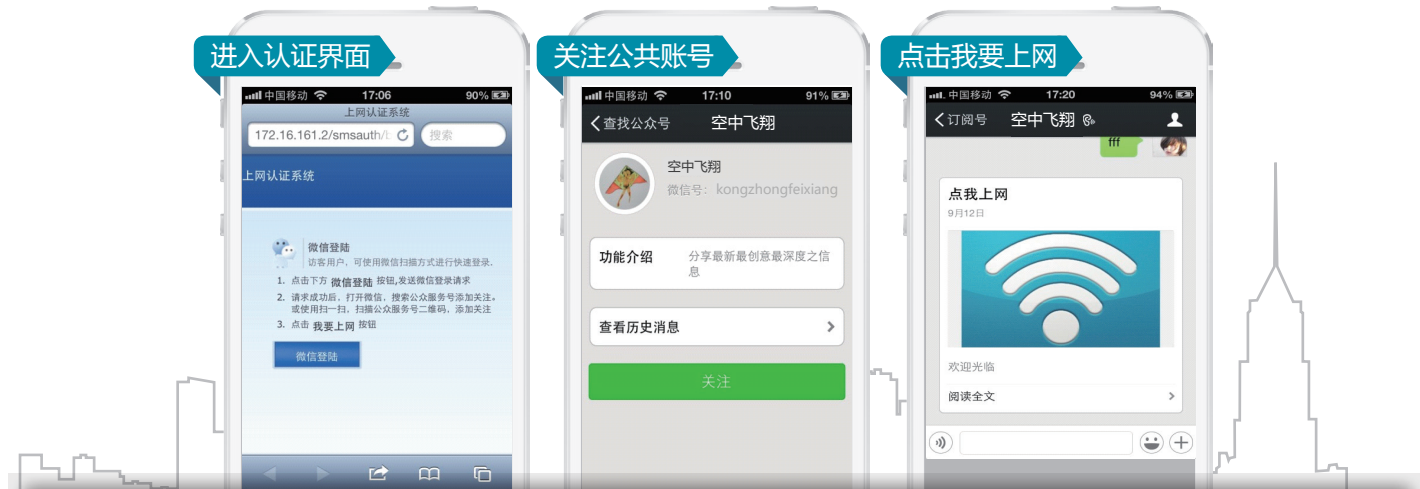 进入认证界面
中国移动 17:06 90%
上网认证系统
172.16.161.2/smsauth/
搜索
上网认证系统
微信登陆
访客用户，可使用微信扫描方式进行快速登录.
1. 点击下方 微信登陆 按钮,发送微信登录请求
2. 请求成功后，打开微信，搜索公众服务号添加关注。
或使用扫一扫，扫描公众服务号二维码，添加关注
3. 点击 我要上网 按钮
微信登陆
关注公共账号
中国移动 17:10 91%
查找公众号 空中飞翔
空中飞翔
微信号：kongzhongfeixiang
功能介绍 分享最新最创意最深度之信
息
查看历史消息
关注
点击我要上网
中国移动 17:20 94%
订阅号 空中飞翔
fff
点我上网
9月12日
欢迎光临
阅读全文